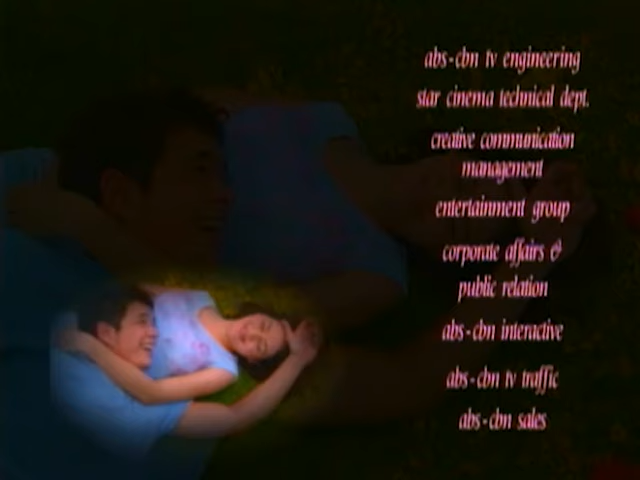 abs-cbn tv engineering
star cinema technical dept.
creative communication
management
entertainment group
corporate affairs &
public relation
abs-cbn interactive
abs-cbn tv traffic
abs-cbn sales